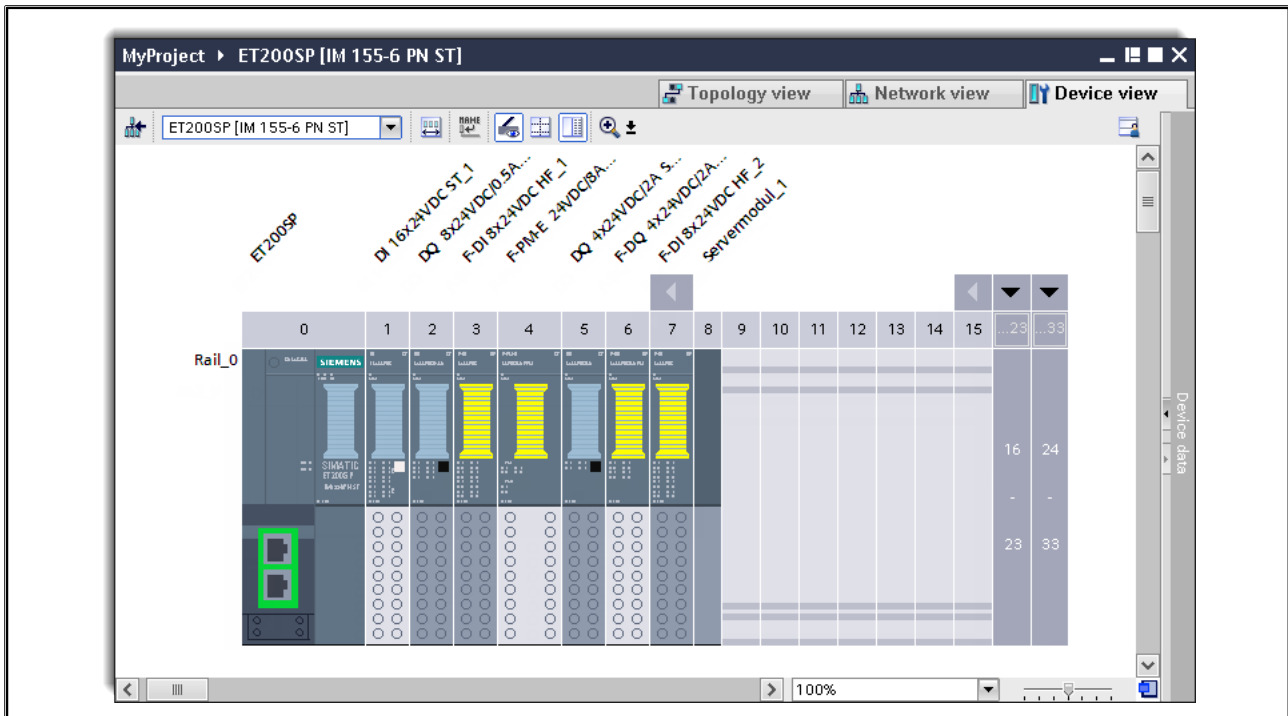 MyProject ▸ ET200SP [IM 155-6 PN ST]
Topology view
Network view
Device view
ET200SP [IM 155-6 PN ST]
NAME
ET200SP
DI 16x24VDC ST_1
DQ 8x24VDC/0.5A...
F-DI 8x24VDC HF_1
F-PM-E 24VDC/8A...
DQ 4x24VDC/2A S...
F-DQ 4x24VDC/2A...
F-DI 8x24VDC HF_2
Servermodul_1
0 1 2 3 4 5 6 7 8 9 10 11 12 13 14 15 ...23 ...33
Rail_0
SIEMENS
SIMATIC
ET200SP
16 24
- -
23 33
Device data
100%